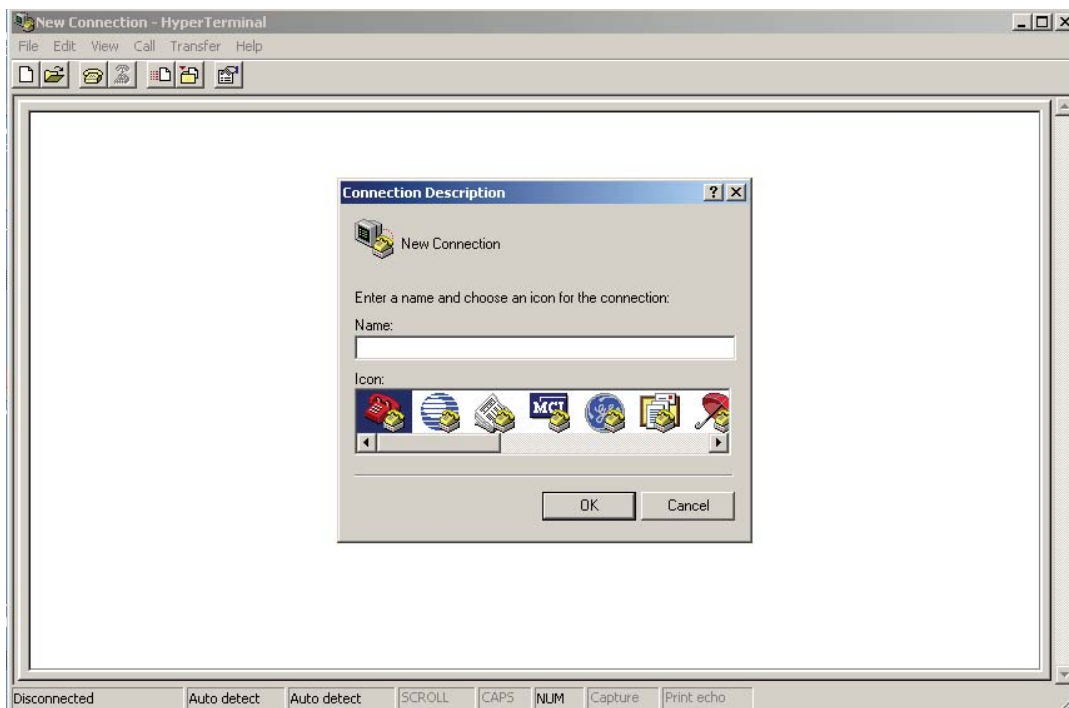 New Connection - HyperTerminal
File Edit View Call Transfer Help
Connection Description
New Connection
Enter a name and choose an icon for the connection:
Name:
Icon:
MCI
OK Cancel
Disconnected Auto detect Auto detect SCROLL CAPS NUM Capture Print echo